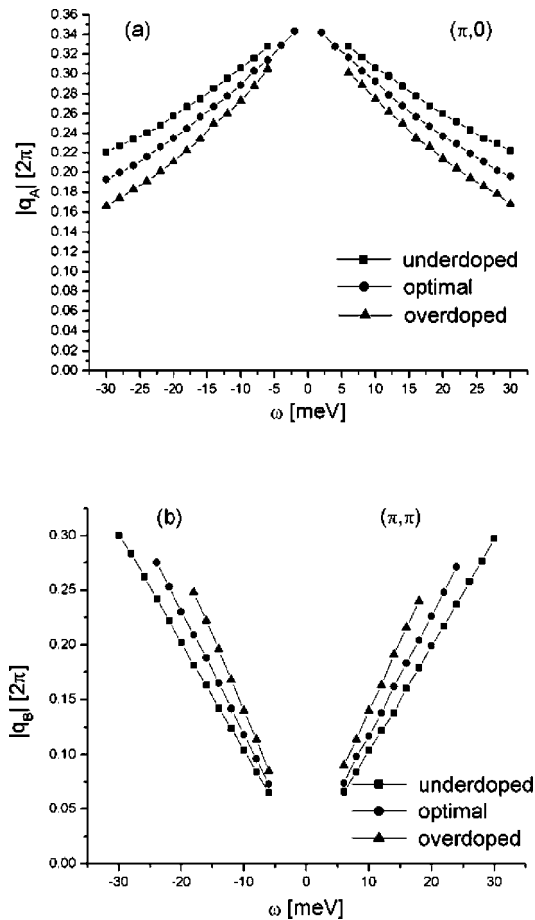 (a)
(π,0)
0.36
0.34
0.32
0.30
0.28
0.26
0.24
0.22
0.20
0.18
0.16
0.14
0.12
0.10
0.08
0.06
0.04
0.02
0.00
|q_A| [2π]
underdoped
optimal
overdoped
-30 -25 -20 -15 -10 -5 0 5 10 15 20 25 30
ω [meV]
(b)
(π,π)
0.30
0.25
0.20
0.15
0.10
0.05
0.00
|q_B| [2π]
underdoped
optimal
overdoped
-30 -20 -10 0 10 20 30
ω [meV]